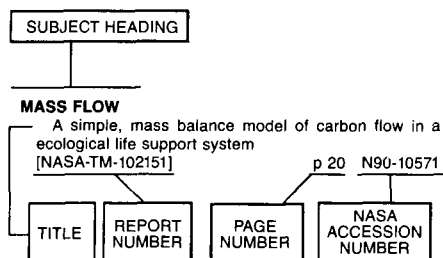 SUBJECT HEADING
MASS FLOW
A simple, mass balance model of carbon flow in a
ecological life support system
[NASA-TM-102151] p 20 N90-10571
TITLE
REPORT
NUMBER
PAGE
NUMBER
NASA
ACCESSION
NUMBER